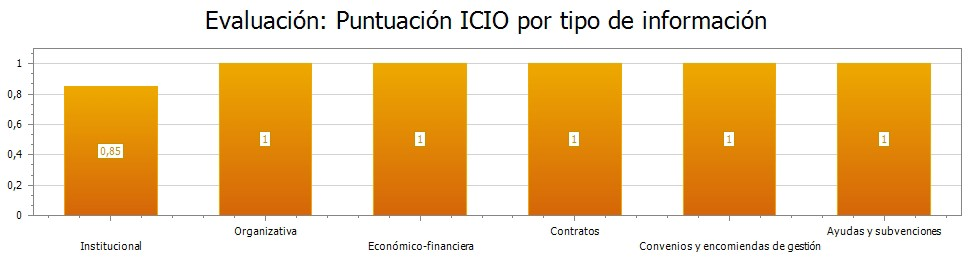 Evaluación: Puntuación ICIO por tipo de información
1
0,8
0,6
0,4
0,2
0
0,85
1
1
1
1
1
Institucional
Organizativa
Económico-financiera
Contratos
Convenios y encomiendas de gestión
Ayudas y subvenciones